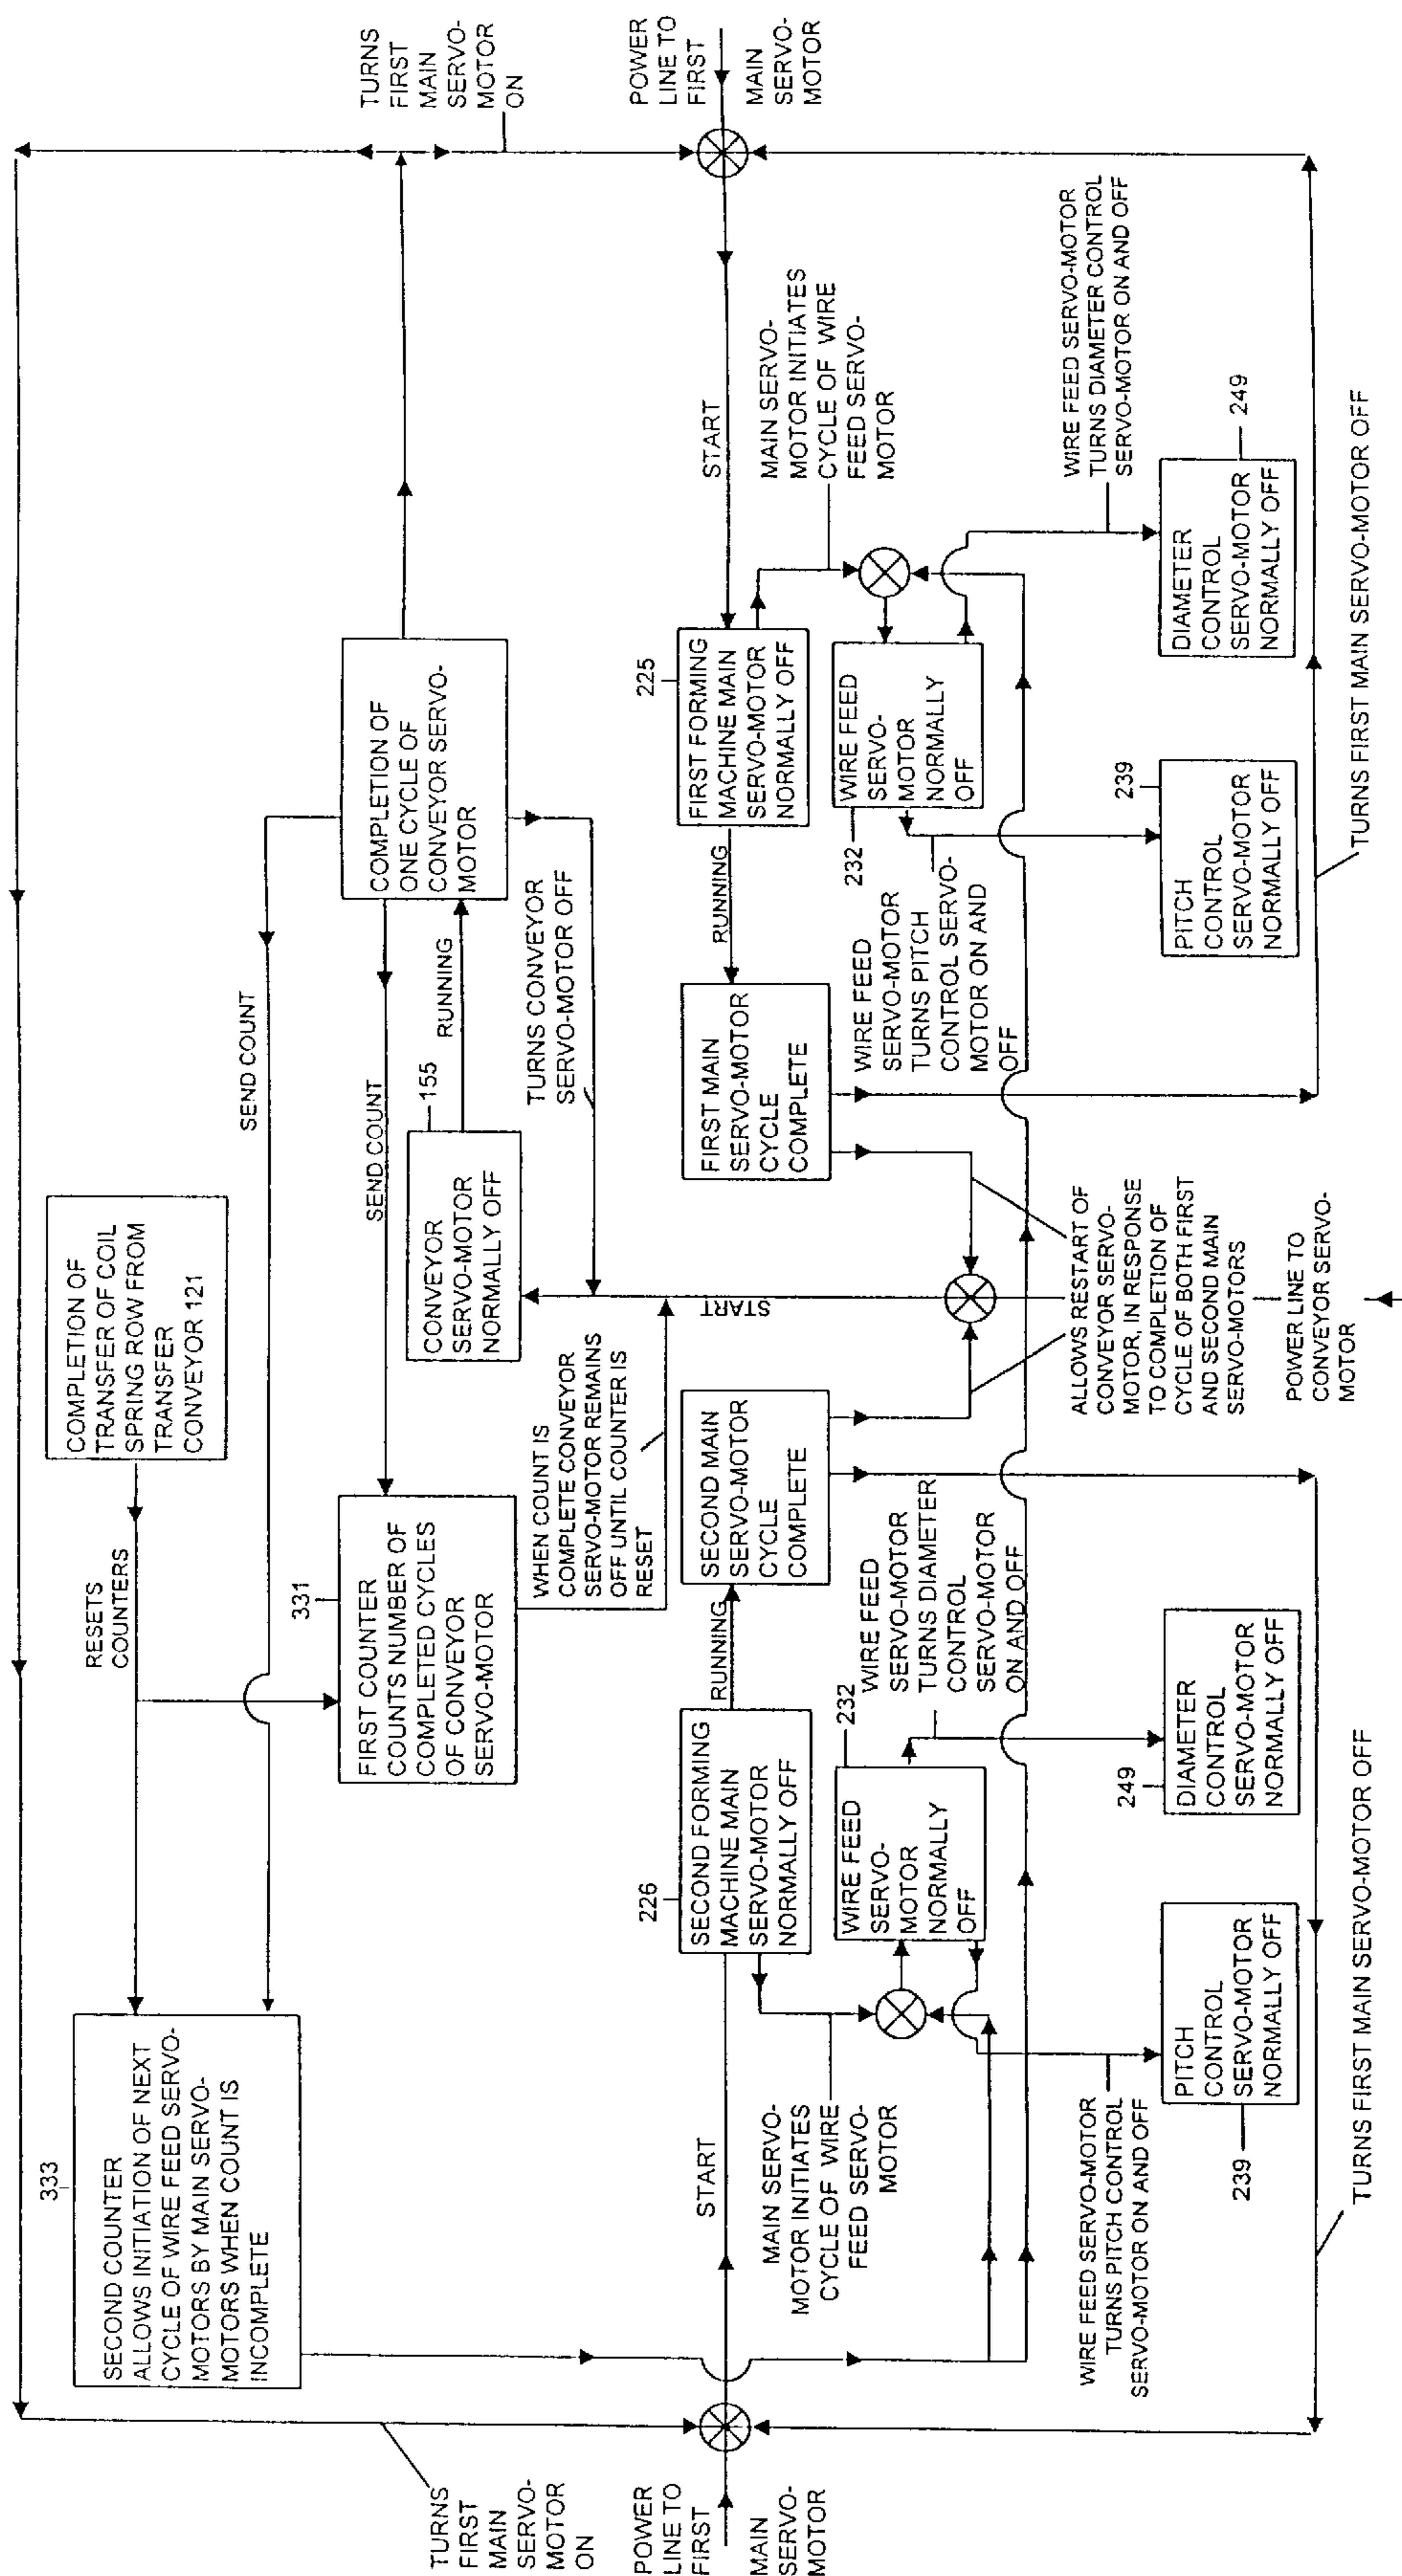 TURNS
FIRST
MAIN
SERVO-
MOTOR
ON
POWER
LINE TO
FIRST
MAIN
SERVO-
MOTOR
333
SECOND COUNTER
ALLOWS INITIATION OF NEXT
CYCLE OF WIRE FEED SERVO-
MOTORS BY MAIN SERVO-
MOTORS WHEN COUNT IS
INCOMPLETE
RESETS
COUNTERS
COMPLETION OF
TRANSFER OF COIL
SPRING ROW FROM
TRANSFER
CONVEYOR 121
SEND COUNT
331
FIRST COUNTER
COUNTS NUMBER OF
COMPLETED CYCLES
OF CONVEYOR
SERVO-MOTOR
SEND COUNT
155
CONVEYOR
SERVO-MOTOR
NORMALLY OFF
RUNNING
COMPLETION OF
ONE CYCLE OF
CONVEYOR SERVO-
MOTOR
TURNS CONVEYOR
SERVO-MOTOR OFF
WHEN COUNT IS
COMPLETE CONVEYOR
SERVO-MOTOR REMAINS
OFF UNTIL COUNTER IS
RESET
START
TURNS
FIRST
MAIN
SERVO-
MOTOR
ON
POWER
LINE TO
FIRST
MAIN
SERVO-
MOTOR
START
226
SECOND FORMING
MACHINE MAIN
SERVO-MOTOR
NORMALLY OFF
RUNNING
SECOND MAIN
SERVO-MOTOR
CYCLE
COMPLETE
FIRST MAIN
SERVO-MOTOR
CYCLE
COMPLETE
RUNNING
225
FIRST FORMING
MACHINE MAIN
SERVO-MOTOR
NORMALLY OFF
START
MAIN SERVO-
MOTOR INITIATES
CYCLE OF WIRE
FEED SERVO-
MOTOR
232
WIRE FEED
SERVO-
MOTOR
NORMALLY
OFF
WIRE FEED
SERVO-MOTOR
TURNS DIAMETER
CONTROL
SERVO-MOTOR
ON AND OFF
WIRE FEED
SERVO-MOTOR
TURNS PITCH
CONTROL SERVO-
MOTOR ON AND
OFF
232
WIRE FEED
SERVO-
MOTOR
NORMALLY
OFF
MAIN SERVO-
MOTOR INITIATES
CYCLE OF WIRE
FEED SERVO-
MOTOR
WIRE FEED SERVO-MOTOR
TURNS PITCH CONTROL
SERVO-MOTOR ON AND OFF
239
PITCH
CONTROL
SERVO-MOTOR
NORMALLY OFF
249
DIAMETER
CONTROL
SERVO-MOTOR
NORMALLY OFF
ALLOWS RESTART OF
CONVEYOR SERVO-
MOTOR, IN RESPONSE
TO COMPLETION OF
CYCLE OF BOTH FIRST
AND SECOND MAIN
SERVO-MOTORS
POWER LINE TO
CONVEYOR SERVO-
MOTOR
239
PITCH
CONTROL
SERVO-MOTOR
NORMALLY OFF
WIRE FEED SERVO-MOTOR
TURNS DIAMETER CONTROL
SERVO-MOTOR ON AND OFF
249
DIAMETER
CONTROL
SERVO-MOTOR
NORMALLY OFF
TURNS FIRST MAIN SERVO-MOTOR OFF
TURNS FIRST MAIN SERVO-MOTOR OFF